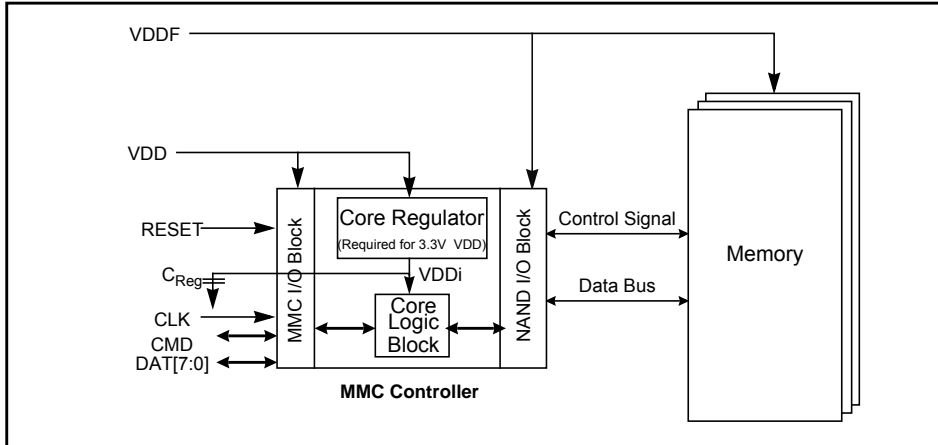 VDDF
VDD
RESET
CReg
CLK
CMD
DAT[7:0]
MMC I/O Block
Core Regulator
(Required for 3.3V VDD)
VDDi
Core
Logic
Block
NAND I/O Block
Control Signal
Data Bus
Memory
MMC Controller